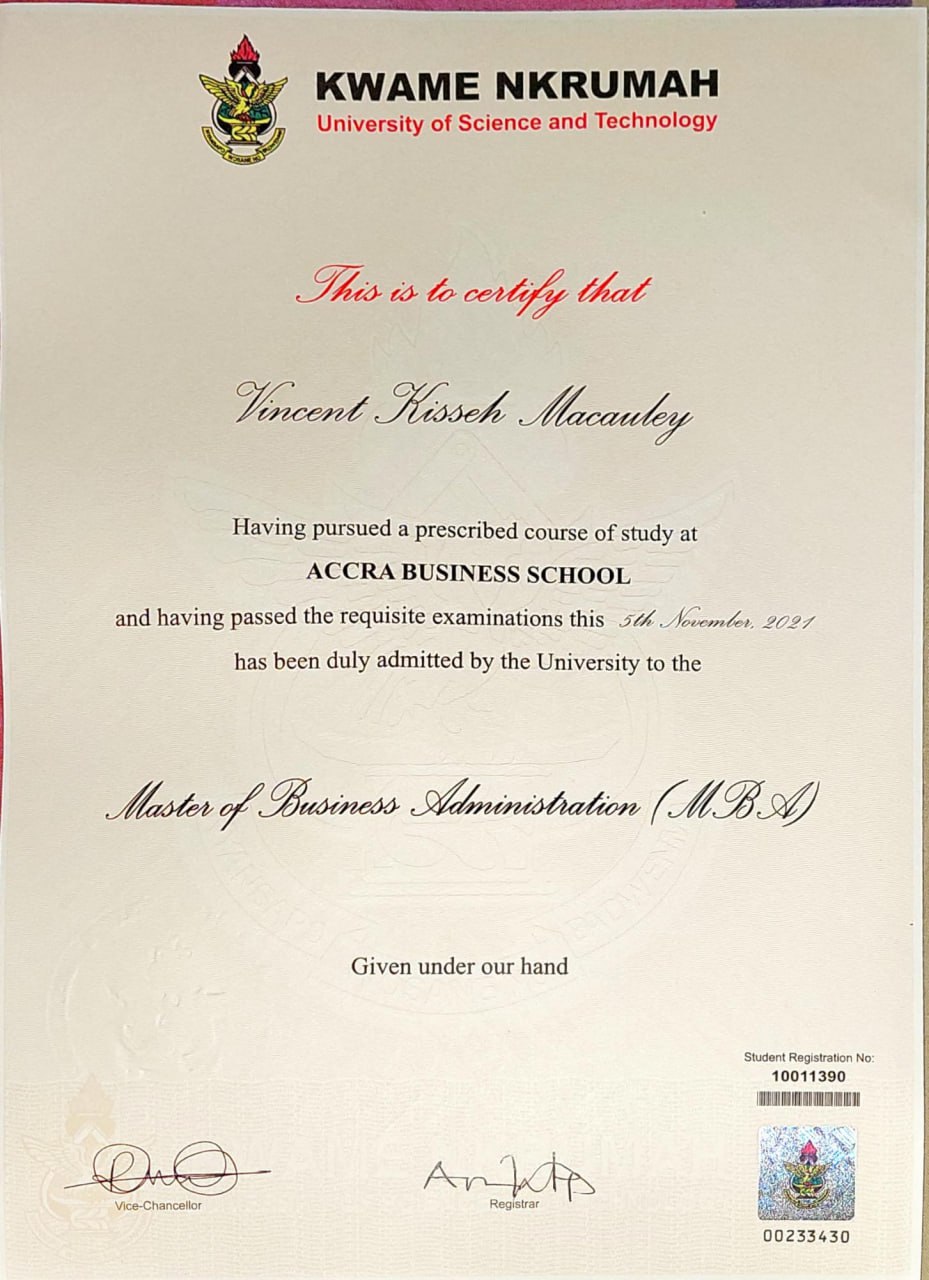 KWAME NKRUMAH
University of Science and Technology
This is to certify that
Vincent Kisseh Macauley
Having pursued a prescribed course of study at
ACCRA BUSINESS SCHOOL
and having passed the requisite examinations this 5th November, 2021
has been duly admitted by the University to the
Master of Business Administration (MBA)
Given under our hand
Student Registration No:
10011390
Vice-Chancellor
Registrar
00233430